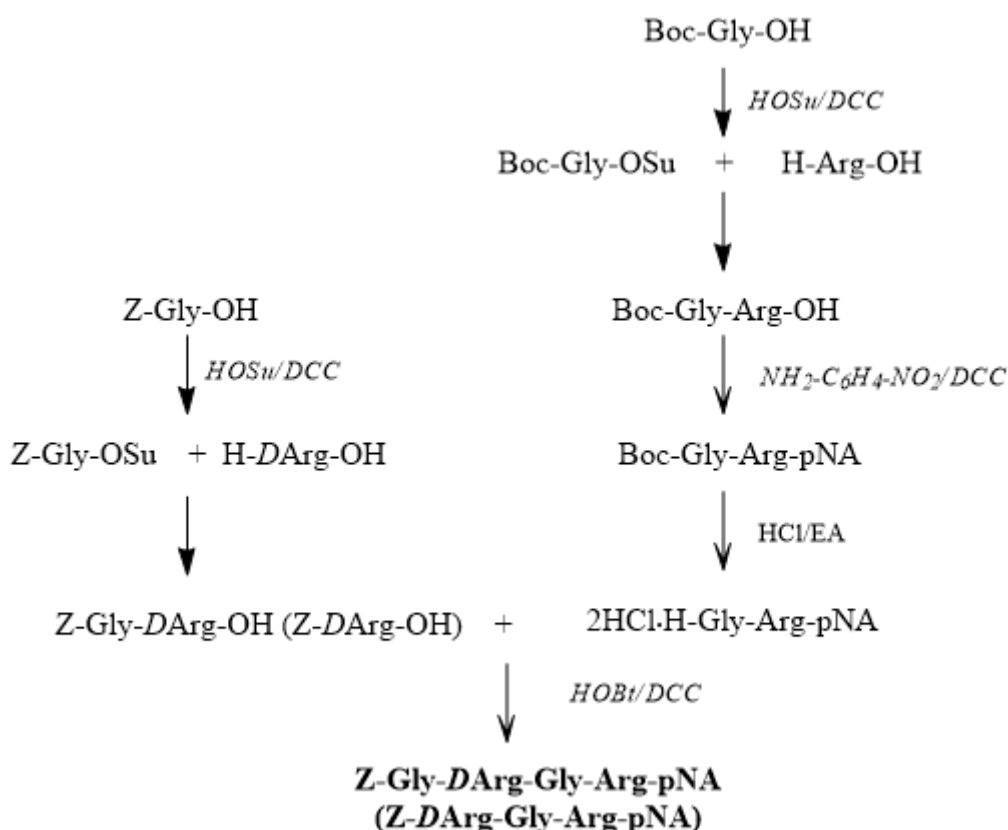 Boc-Gly-OH
HOSu/DCC
Boc-Gly-OSu + H-Arg-OH
Z-Gly-OH
Boc-Gly-Arg-OH
HOSu/DCC
NH2-C6H4-NO2/DCC
Z-Gly-OSu + H-DArg-OH
Boc-Gly-Arg-pNA
HCl/EA
Z-Gly-DArg-OH (Z-DArg-OH) + 2HCl·H-Gly-Arg-pNA
HOBt/DCC
Z-Gly-DArg-Gly-Arg-pNA
(Z-DArg-Gly-Arg-pNA)